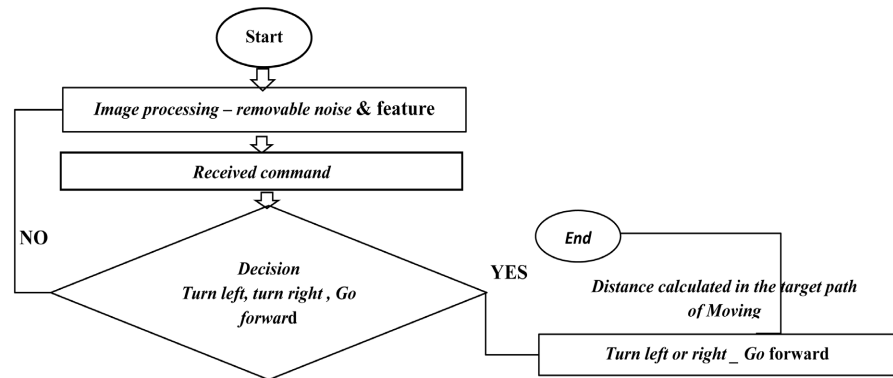 Start
Image processing – removable noise & feature
Received command
NO
Decision
Turn left, turn right , Go
forward
YES
End
Distance calculated in the target path
of Moving
Turn left or right _ Go forward